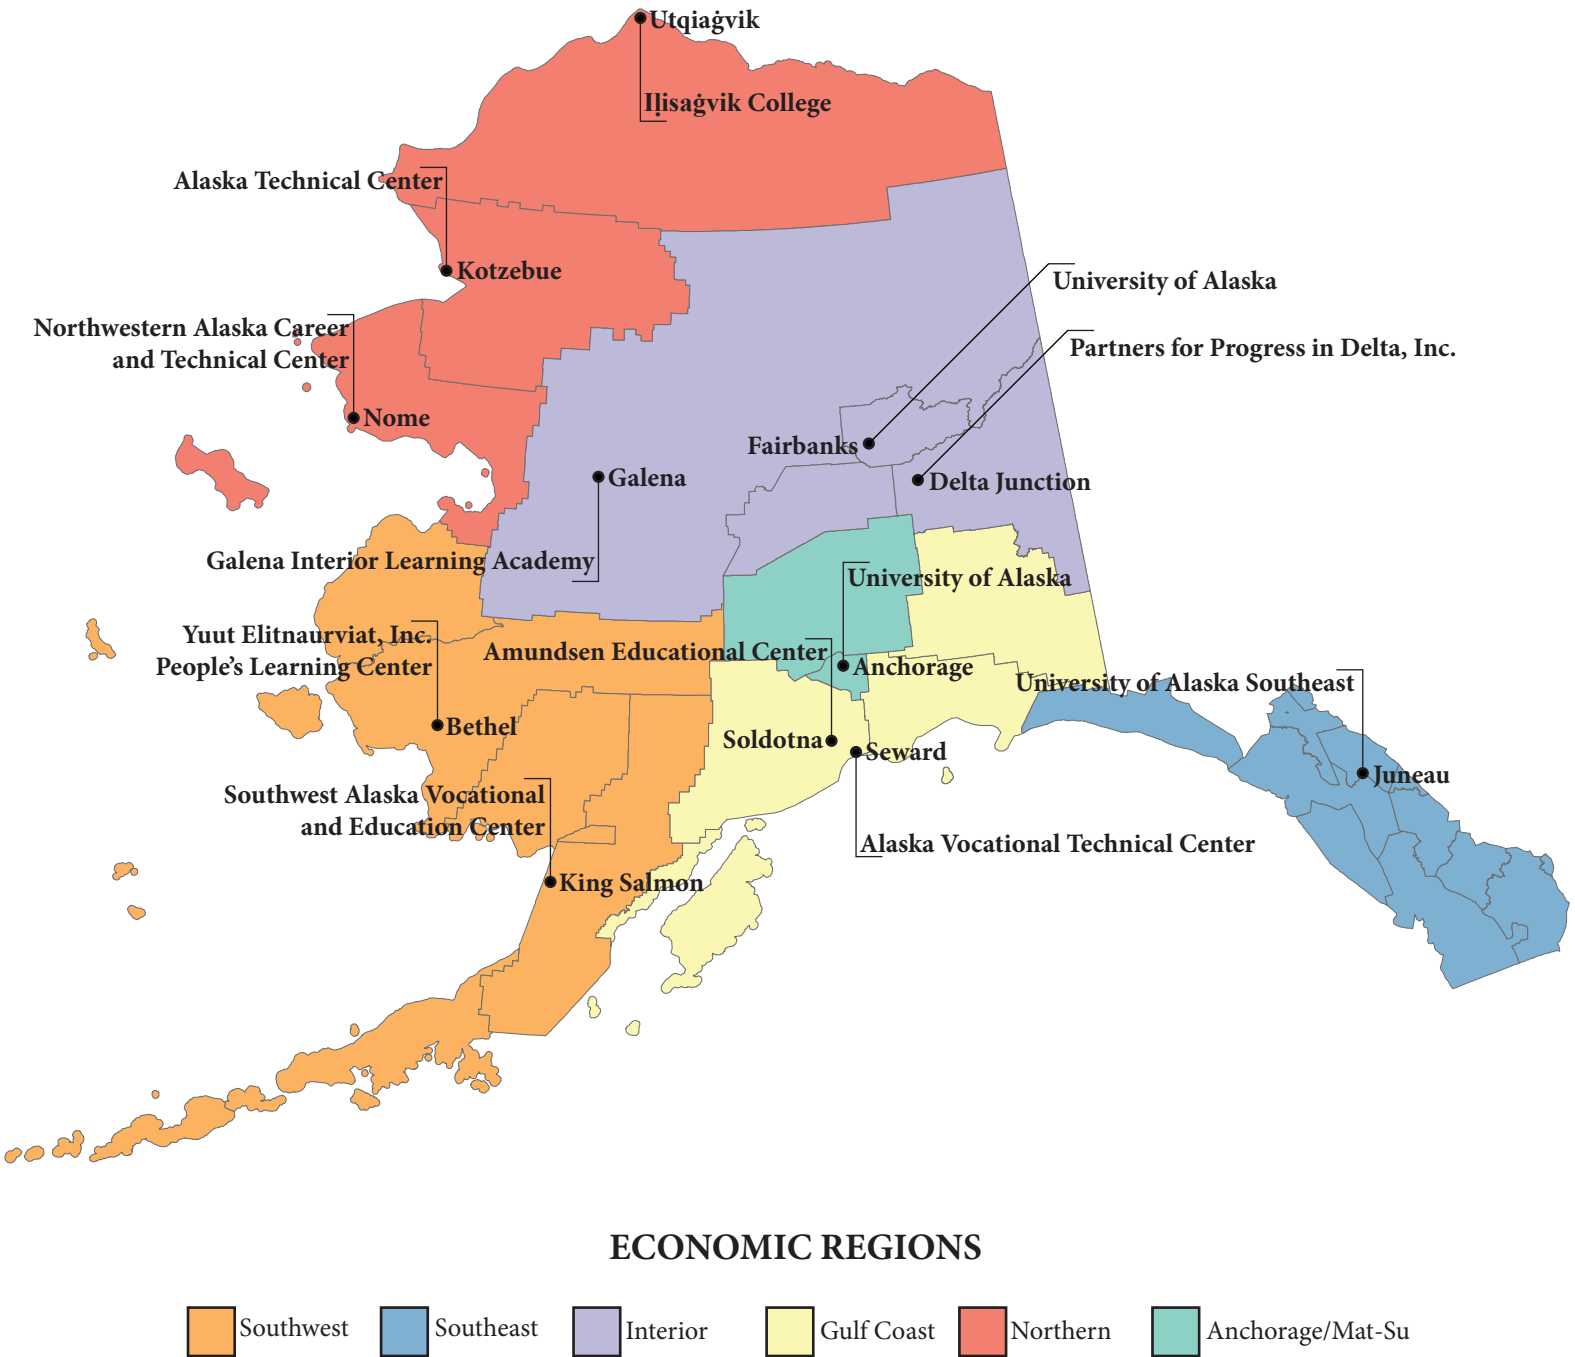 Utqiaġvik
Iḷisaġvik College
Alaska Technical Center
Kotzebue
University of Alaska
Northwestern Alaska Career
and Technical Center
Partners for Progress in Delta, Inc.
Nome
Fairbanks
Galena
Delta Junction
Galena Interior Learning Academy
University of Alaska
Yuut Elitnaurviat, Inc.
People’s Learning Center
Amundsen Educational Center
Anchorage
University of Alaska Southeast
Bethel
Soldotna
Seward
Juneau
Southwest Alaska Vocational
and Education Center
Alaska Vocational Technical Center
King Salmon
ECONOMIC REGIONS
Southwest
Southeast
Interior
Gulf Coast
Northern
Anchorage/Mat-Su